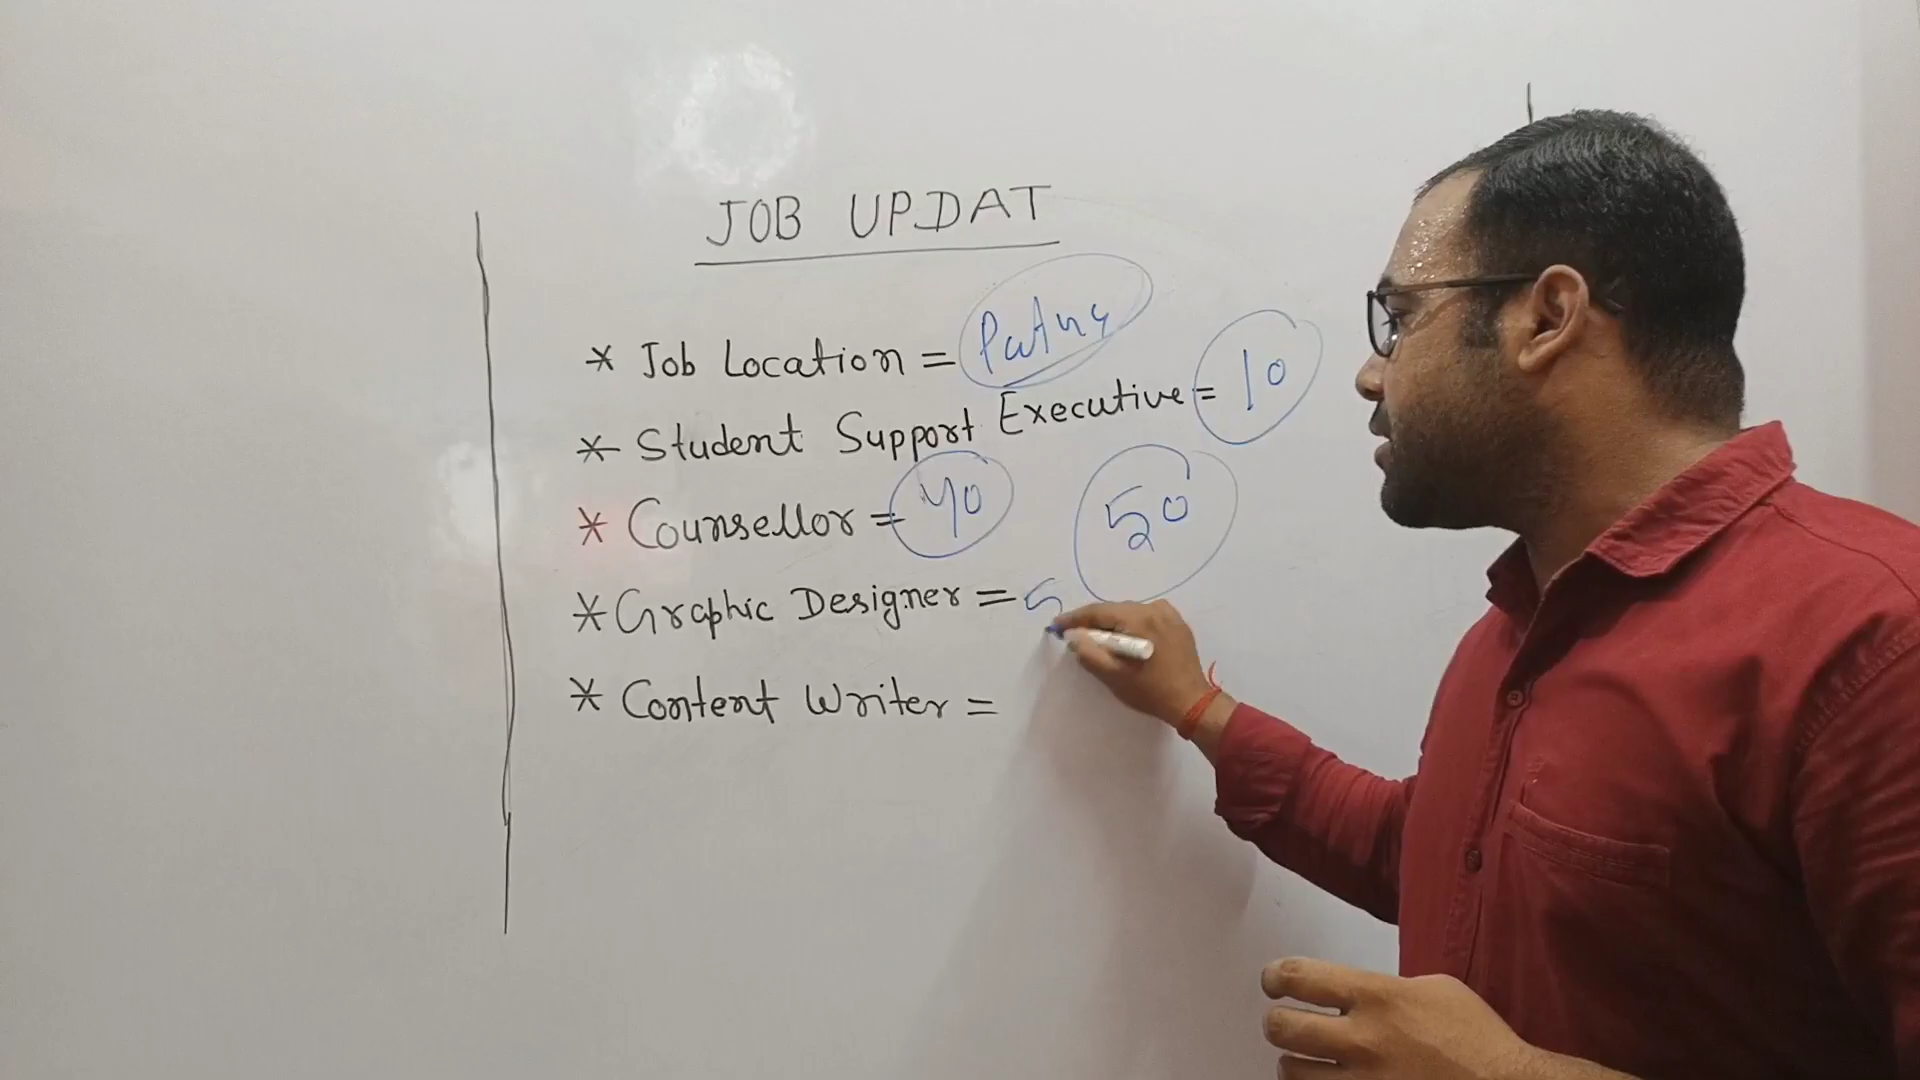 JOB UPDAT
* Job Location = Patna
* Student Support Executive = 10
* Counsellor = 40
50
* Graphic Designer = 5
* Content Writer =